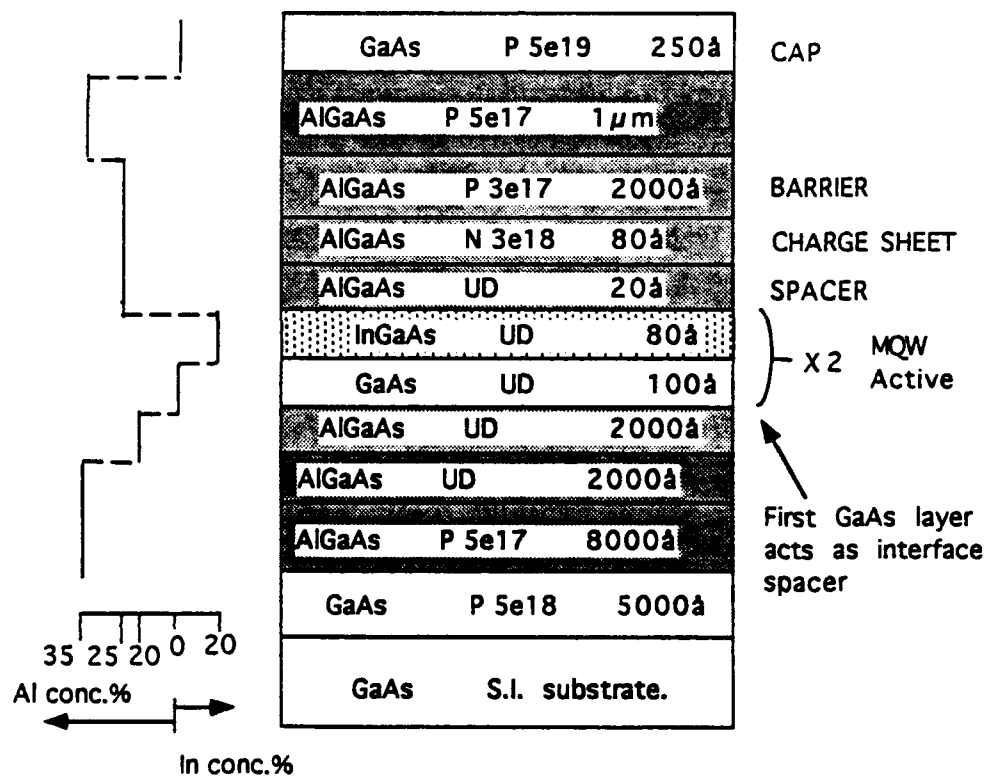 GaAs P 5e19 250å CAP
AlGaAs P 5e17 1µm
AlGaAs P 3e17 2000å BARRIER
AlGaAs N 3e18 80å CHARGE SHEET
AlGaAs UD 20å SPACER
InGaAs UD 80å
X2 MQW
Active
GaAs UD 100å
AlGaAs UD 2000å
AlGaAs UD 2000å
AlGaAs P 5e17 8000å
First GaAs layer
acts as interface
spacer
GaAs P 5e18 5000å
GaAs S.I. substrate.
35 25 20 0 20
Al conc.%
In conc.%